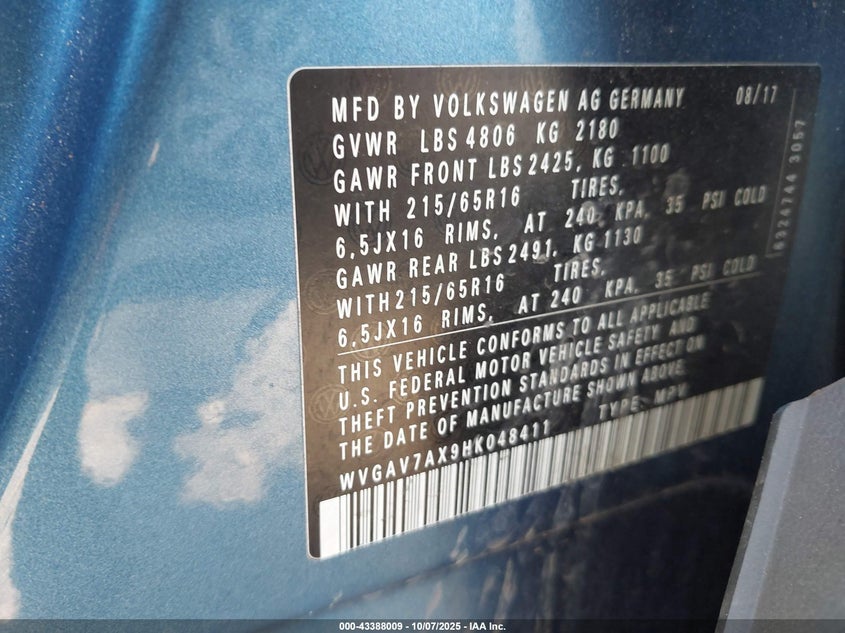 MFD BY VOLKSWAGEN AG GERMANY 08/17
GVWR LBS 4806 KG 2180
GAWR FRONT LBS 2425, KG 1100
WITH 215/65R16 TIRES,
6,5JX16 RIMS, AT 240 KPA, 35 PSI COLD
GAWR REAR LBS 2491, KG 1130
WITH 215/65R16 TIRES,
6,5JX16 RIMS, AT 240 KPA, 35 PSI COLD
THIS VEHICLE CONFORMS TO ALL APPLICABLE
U.S. FEDERAL MOTOR VEHICLE SAFETY AND
THEFT PREVENTION STANDARDS IN EFFECT ON
THE DATE OF MANUFACTURE SHOWN ABOVE.
WVGAV7AX9HK048411 TYPE: MPV
000-43388009 - 10/07/2025 - IAA Inc.